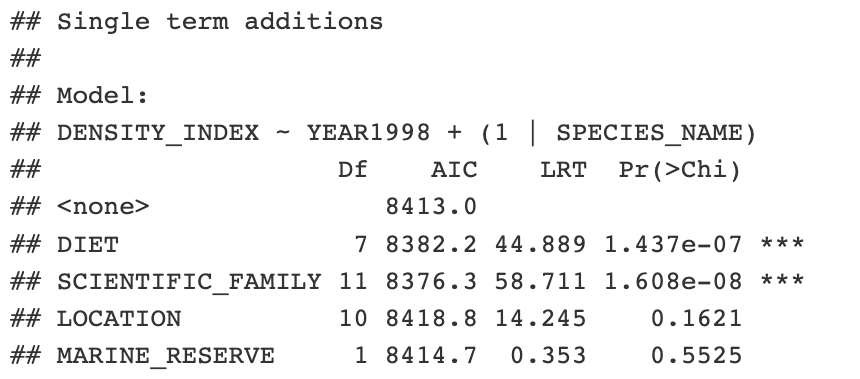 ## Single term additions
##
## Model:
## DENSITY_INDEX ~ YEAR1998 + (1 | SPECIES_NAME)
##                   Df    AIC    LRT  Pr(>Chi)
## <none>               8413.0
## DIET               7 8382.2 44.889 1.437e-07 ***
## SCIENTIFIC_FAMILY 11 8376.3 58.711 1.608e-08 ***
## LOCATION          10 8418.8 14.245    0.1621
## MARINE_RESERVE     1 8414.7  0.353    0.5525